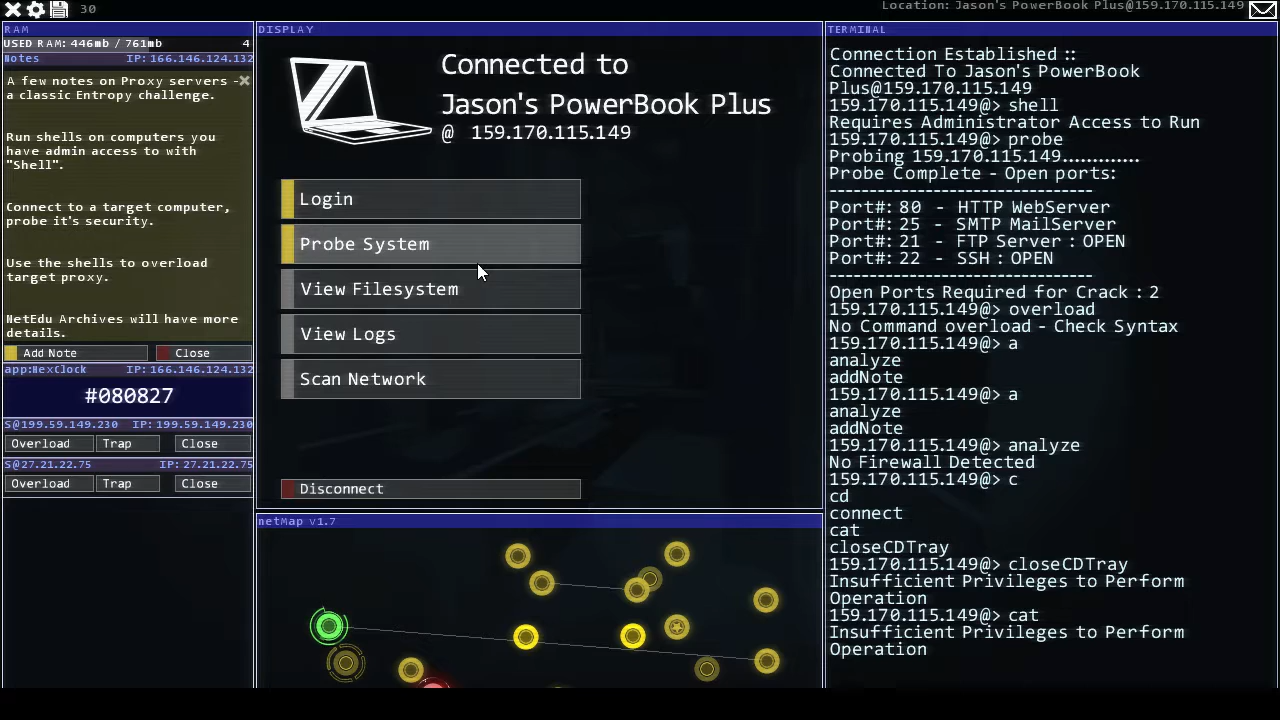 30
Location: Jason's PowerBook Plus@159.170.115.149
RAM
USED RAM: 446mb / 761mb 4
Notes IP: 166.146.124.132
A few notes on Proxy servers -
a classic Entropy challenge.
Run shells on computers you
have admin access to with
"Shell".
Connect to a target computer,
probe it's security.
Use the shells to overload
target proxy.
NetEdu Archives will have more
details.
Add Note Close
app:HexClock IP: 166.146.124.132
#080827
S@199.59.149.230 IP: 199.59.149.230
Overload Trap Close
S@27.21.22.75 IP: 27.21.22.75
Overload Trap Close
DISPLAY
Connected to
Jason's PowerBook Plus
@ 159.170.115.149
Login
Probe System
View Filesystem
View Logs
Scan Network
Disconnect
netMap v1.7
TERMINAL
Connection Established ::
Connected To Jason's PowerBook
Plus@159.170.115.149
159.170.115.149@> shell
Requires Administrator Access to Run
159.170.115.149@> probe
Probing 159.170.115.149.............
Probe Complete - Open ports:
---------------------------------
Port#: 80 - HTTP WebServer
Port#: 25 - SMTP MailServer
Port#: 21 - FTP Server : OPEN
Port#: 22 - SSH : OPEN
---------------------------------
Open Ports Required for Crack : 2
159.170.115.149@> overload
No Command overload - Check Syntax
159.170.115.149@> a
analyze
addNote
159.170.115.149@> a
analyze
addNote
159.170.115.149@> analyze
No Firewall Detected
159.170.115.149@> c
cd
connect
cat
closeCDTray
159.170.115.149@> closeCDTray
Insufficient Privileges to Perform
Operation
159.170.115.149@> cat
Insufficient Privileges to Perform
Operation